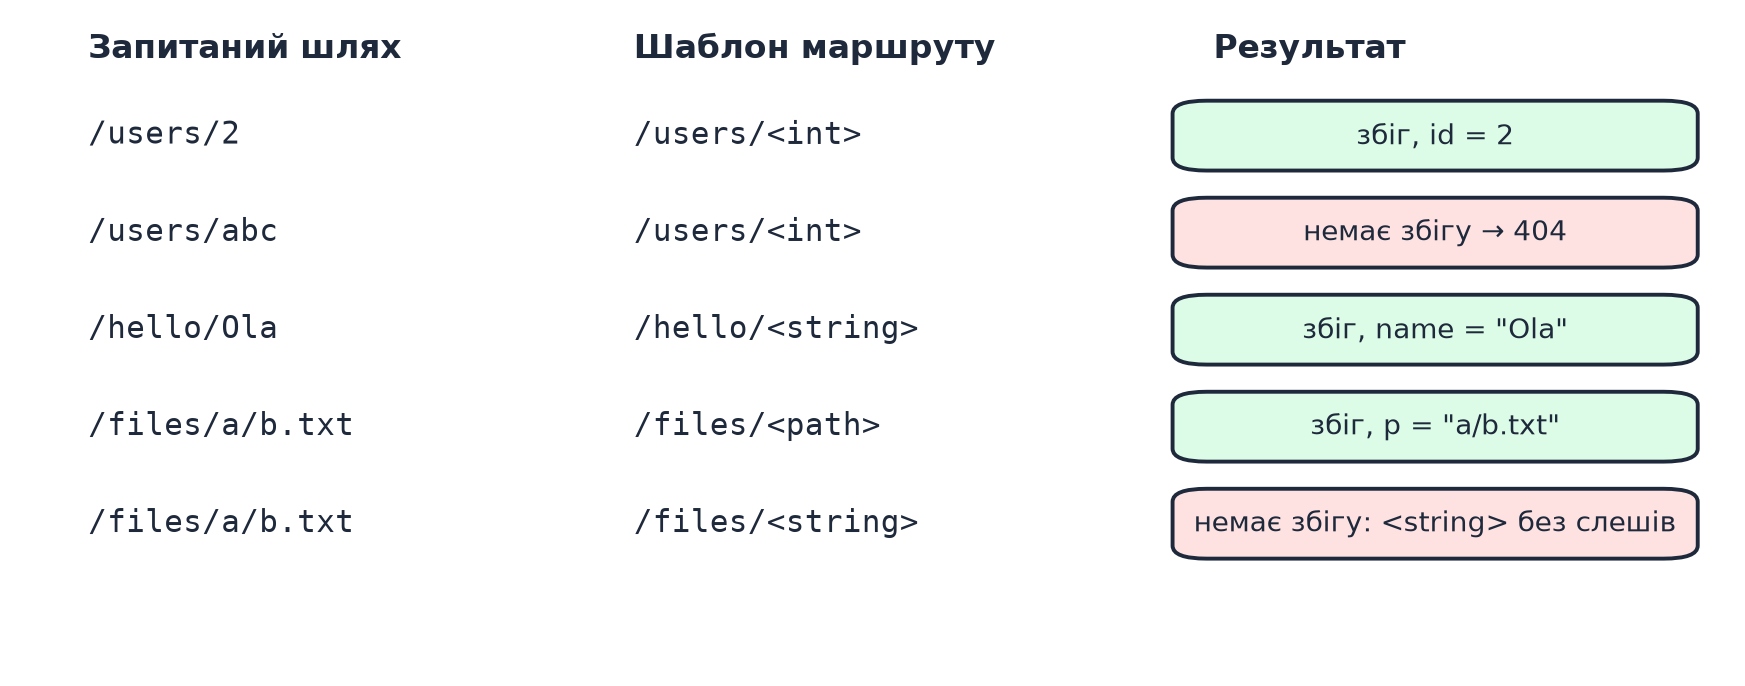 Запитаний шлях Шаблон маршруту Результат
/users/2 /users/<int> збіг, id = 2
/users/abc /users/<int> немає збігу → 404
/hello/Ola /hello/<string> збіг, name = "Ola"
/files/a/b.txt /files/<path> збіг, p = "a/b.txt"
/files/a/b.txt /files/<string> немає збігу: <string> без слешів